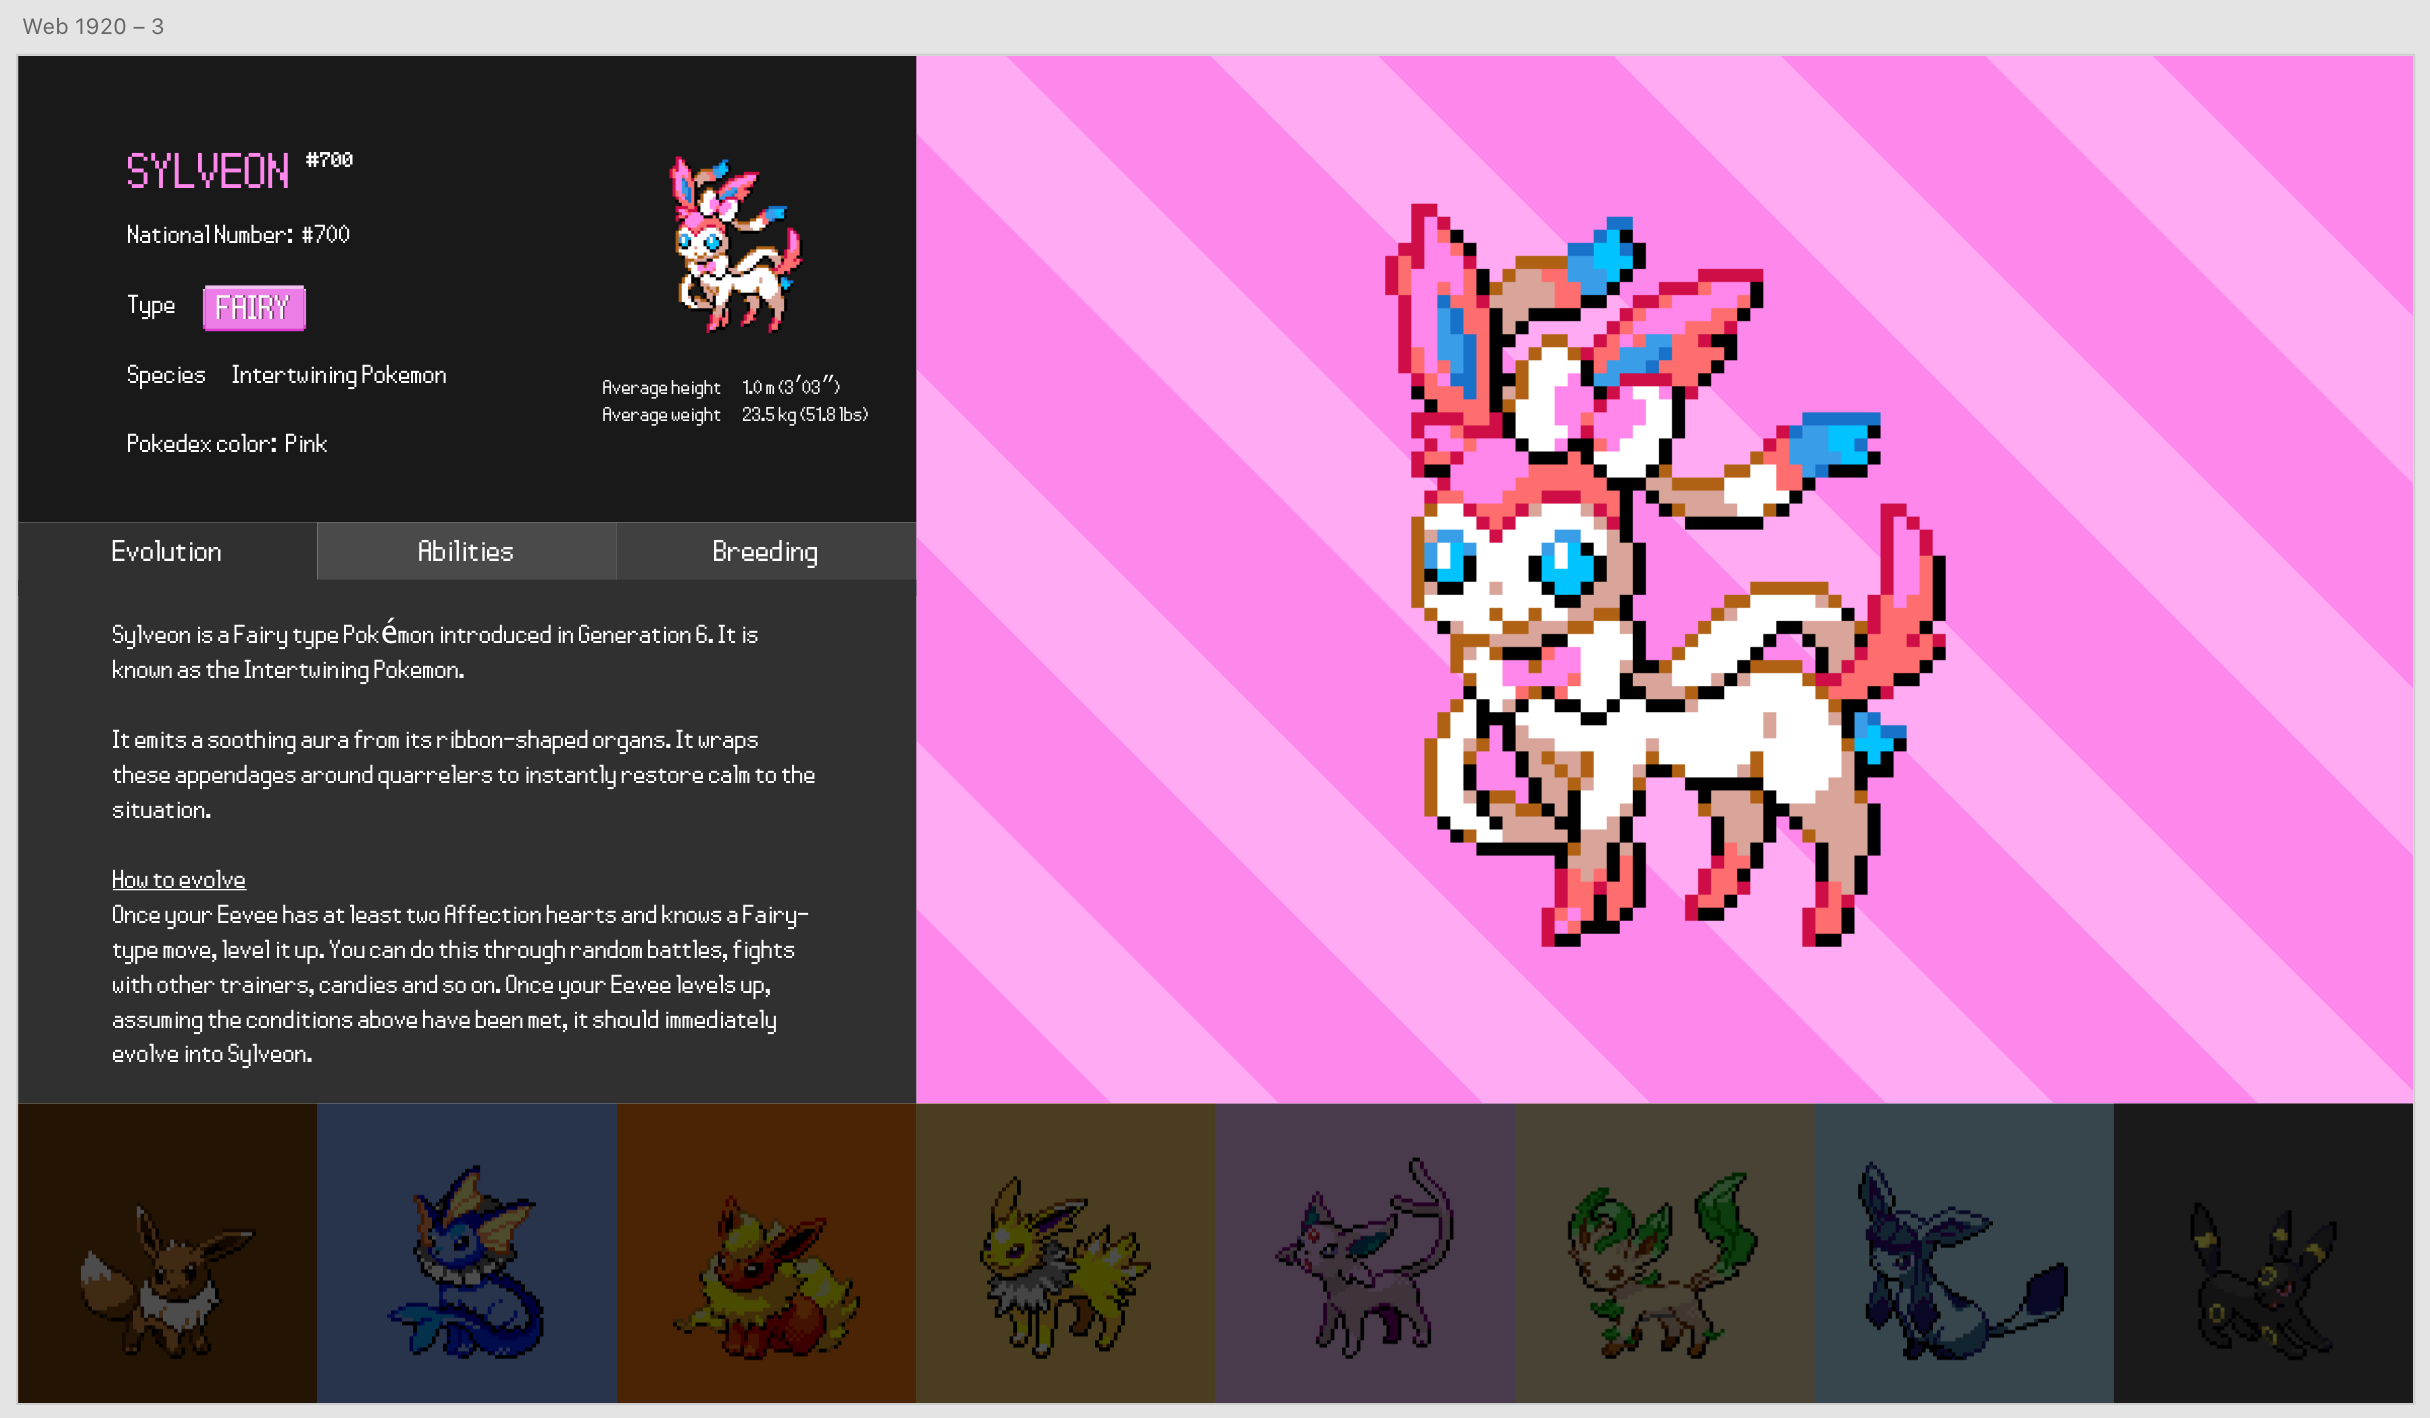 Web 1920 – 3
SYLVEON #700
National Number: #700
Type FAIRY
Species Intertwining Pokemon
Pokedex color: Pink
Average height 1.0 m (3′03″)
Average weight 23.5 kg (51.8 lbs)
Evolution Abilities Breeding
Sylveon is a Fairy type Pokémon introduced in Generation 6. It is
known as the Intertwining Pokemon.
It emits a soothing aura from its ribbon-shaped organs. It wraps
these appendages around quarrelers to instantly restore calm to the
situation.
How to evolve
Once your Eevee has at least two Affection hearts and knows a Fairy-
type move, level it up. You can do this through random battles, fights
with other trainers, candies and so on. Once your Eevee levels up,
assuming the conditions above have been met, it should immediately
evolve into Sylveon.